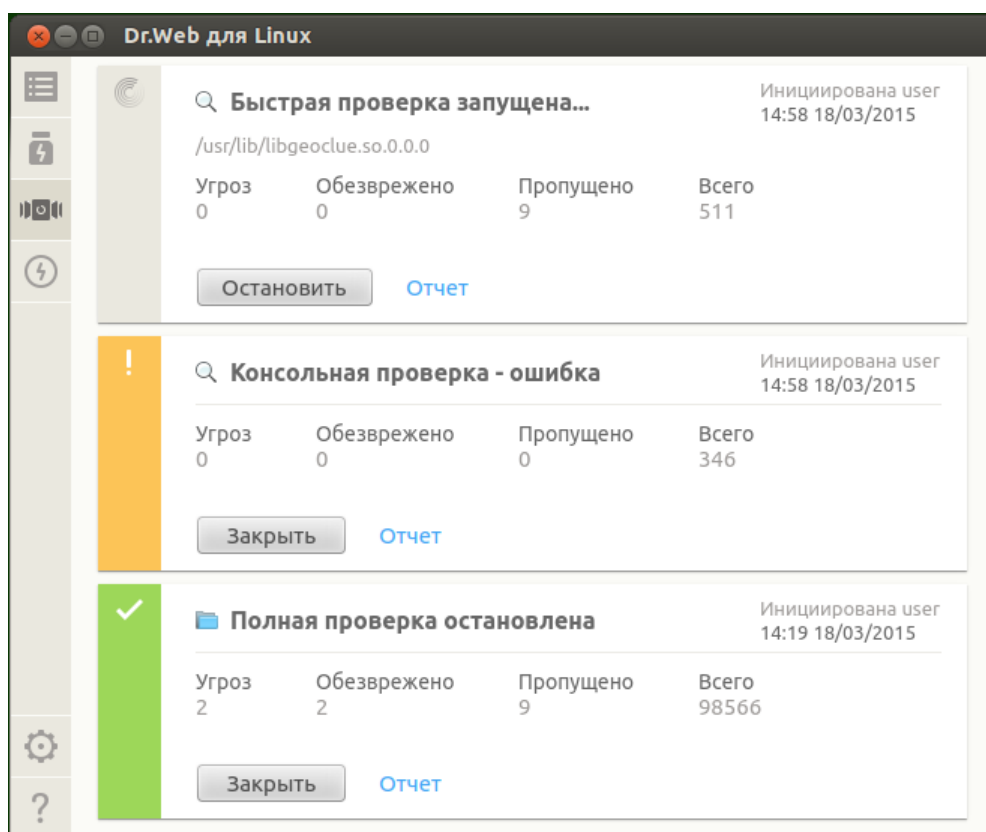 Dr.Web для Linux
Быстрая проверка запущена...
Инициирована user
14:58 18/03/2015
/usr/lib/libgeoclue.so.0.0.0
Угроз Обезврежено Пропущено Всего
0 0 9 511
Остановить Отчет
!
Консольная проверка - ошибка
Инициирована user
14:58 18/03/2015
Угроз Обезврежено Пропущено Всего
0 0 0 346
Закрыть Отчет
Полная проверка остановлена
Инициирована user
14:19 18/03/2015
Угроз Обезврежено Пропущено Всего
2 2 9 98566
Закрыть Отчет
?